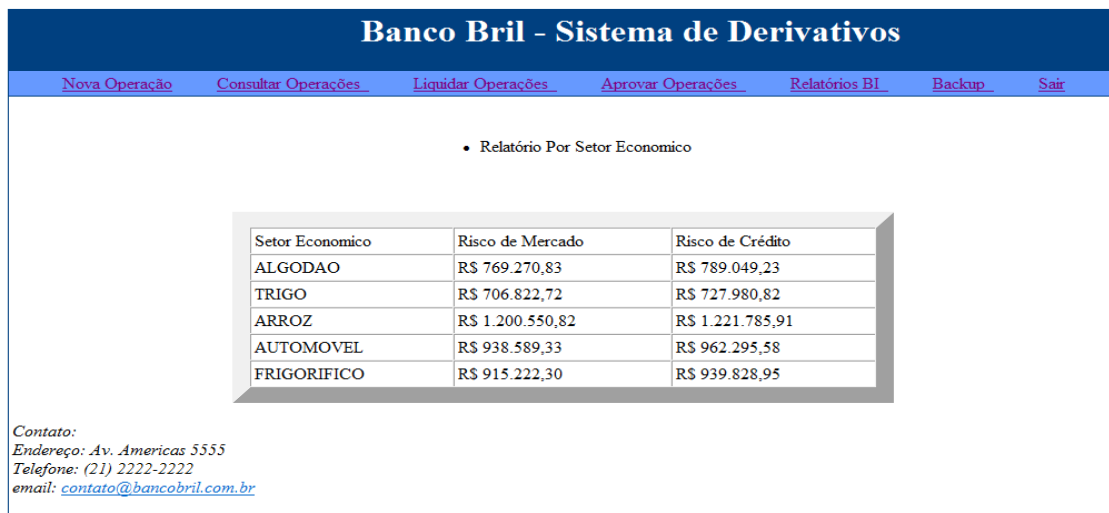 Banco Bril - Sistema de Derivativos
Nova Operação Consultar Operações Liquidar Operações Aprovar Operações Relatórios BI Backup Sair
• Relatório Por Setor Economico
Setor Economico Risco de Mercado Risco de Crédito
ALGODAO R$ 769.270,83 R$ 789.049,23
TRIGO R$ 706.822,72 R$ 727.980,82
ARROZ R$ 1.200.550,82 R$ 1.221.785,91
AUTOMOVEL R$ 938.589,33 R$ 962.295,58
FRIGORIFICO R$ 915.222,30 R$ 939.828,95
Contato:
Endereço: Av. Americas 5555
Telefone: (21) 2222-2222
email: contato@bancobril.com.br